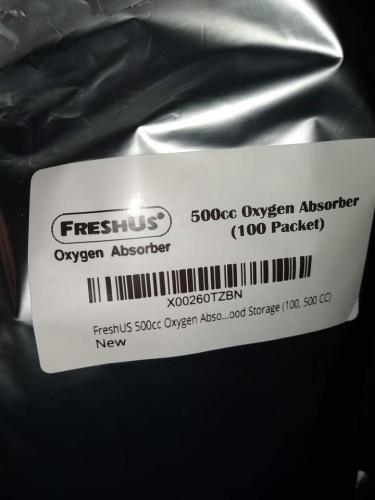 FRESHUS®
Oxygen Absorber
500cc Oxygen Absorber
(100 Packet)
X00260TZBN
FreshUS 500cc Oxygen Abso...ood Storage (100, 500 CC)
New